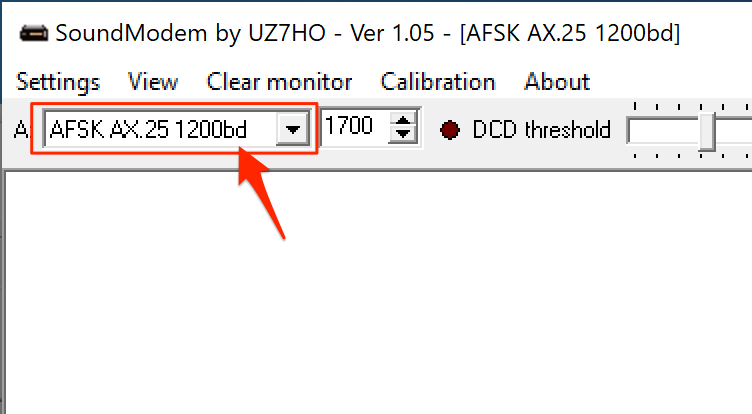 SoundModem by UZ7HO - Ver 1.05 - [AFSK AX.25 1200bd]
Settings View Clear monitor Calibration About
A: AFSK AX.25 1200bd 1700 DCD threshold